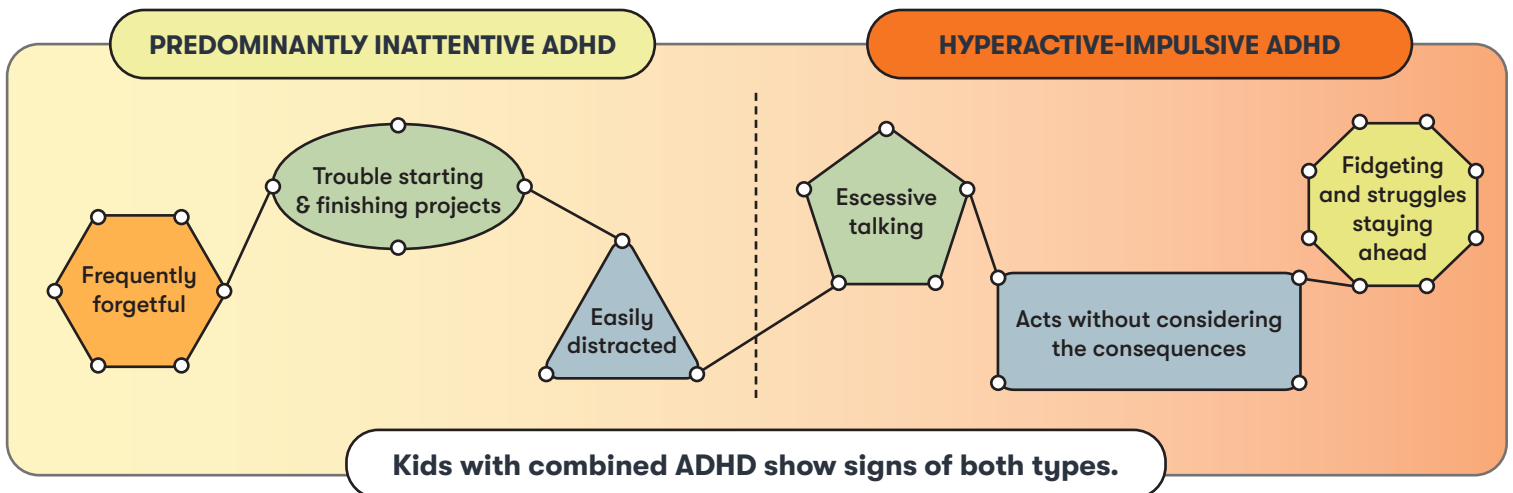 PREDOMINANTLY INATTENTIVE ADHD
HYPERACTIVE-IMPULSIVE ADHD
Frequently
forgetful
Trouble starting
& finishing projects
Easily
distracted
Escessive
talking
Acts without considering
the consequences
Fidgeting
and struggles
staying
ahead
Kids with combined ADHD show signs of both types.